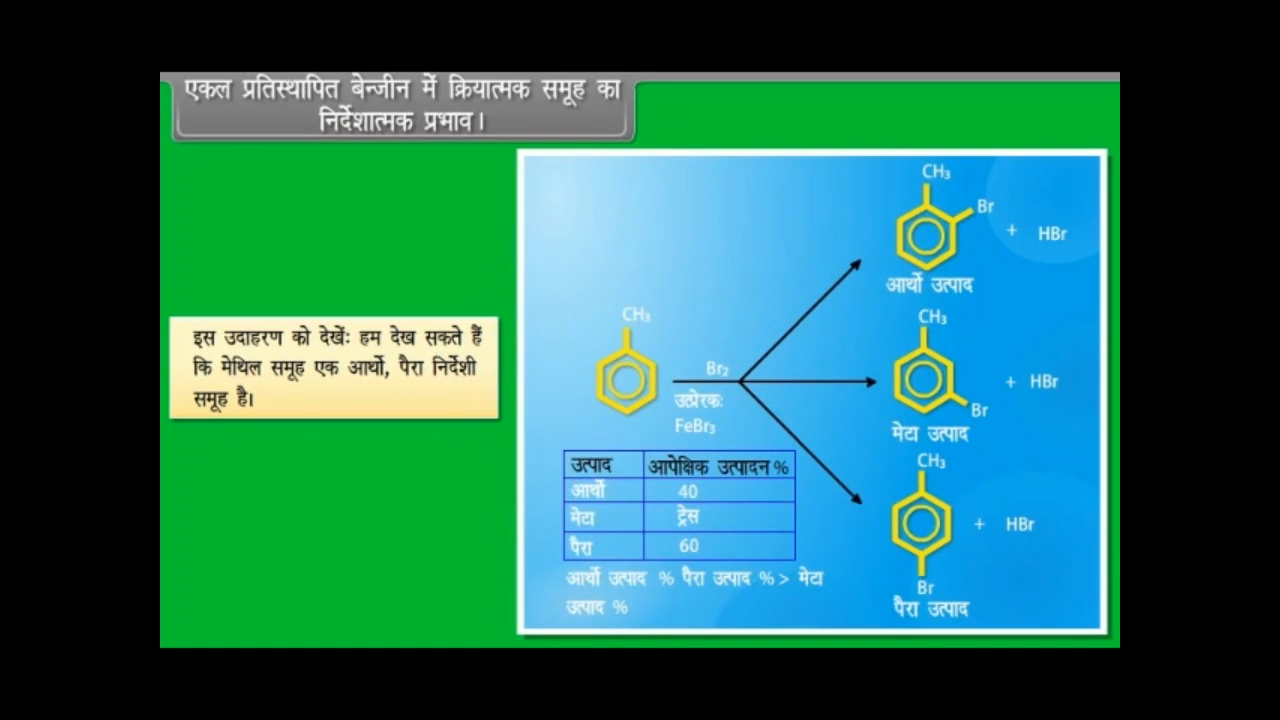 एकल प्रतिस्थापित बेन्जीन में क्रियात्मक समूह का
निर्देशात्मक प्रभाव।
इस उदाहरण को देखेंः हम देख सकते हैं
कि मेथिल समूह एक आर्थो, पैरा निर्देशी
समूह है।
CH₃
Br₂
उत्प्रेरकः
FeBr₃
CH₃
Br
+ HBr
आर्थो उत्पाद
CH₃
Br
+ HBr
मेटा उत्पाद
CH₃
+ HBr
Br
पैरा उत्पाद
उत्पाद आपेक्षिक उत्पादन %
आर्थो 40
मेटा ट्रेस
पैरा 60
आर्थो उत्पाद % पैरा उत्पाद % > मेटा
उत्पाद %